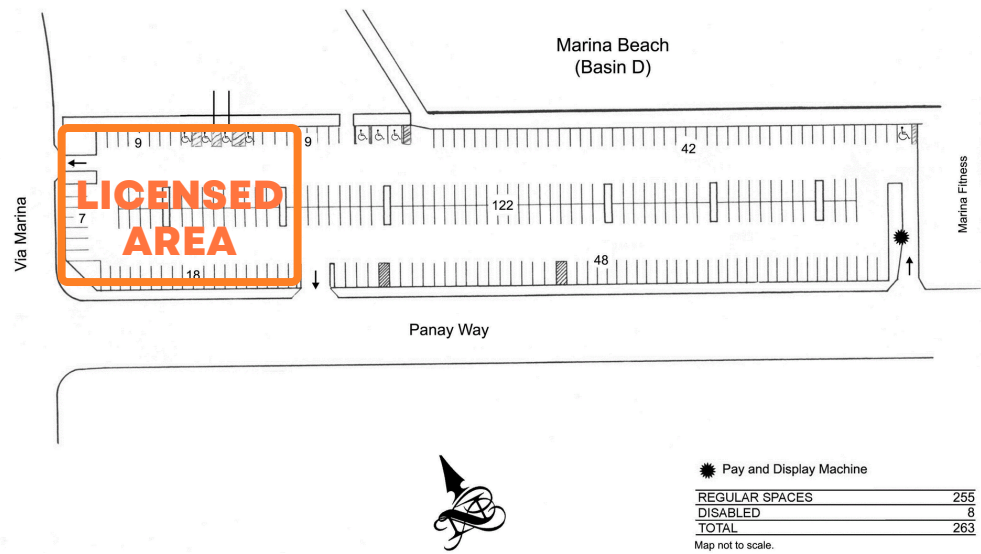 Marina Beach
(Basin D)
9
9
42
LICENSED
AREA
7
122
18
48
Via Marina
Marina Fitness
Panay Way
Pay and Display Machine
REGULAR SPACES 255
DISABLED 8
TOTAL 263
Map not to scale.